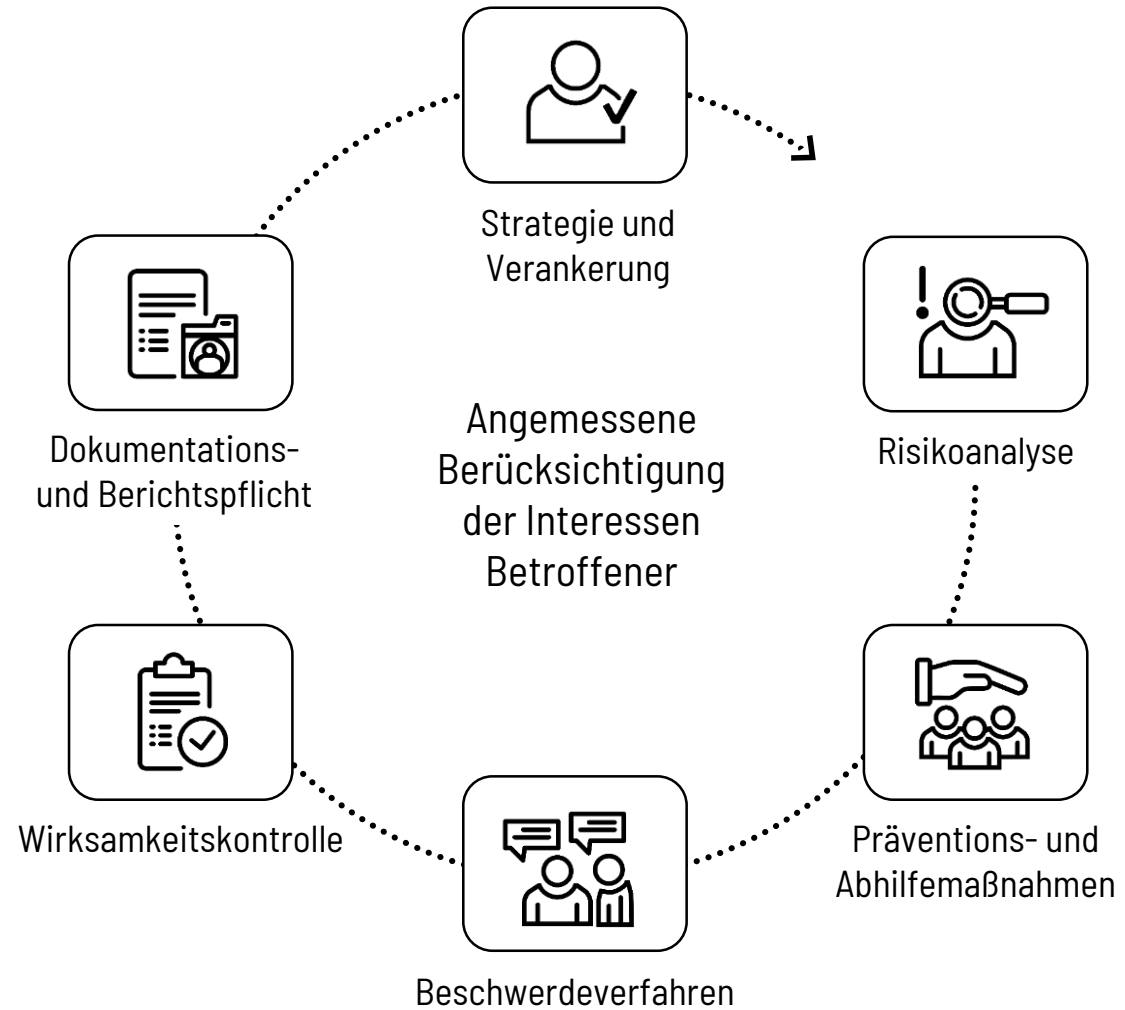 Strategie und
Verankerung
Risikoanalyse
Präventions- und
Abhilfemaßnahmen
Beschwerdeverfahren
Wirksamkeitskontrolle
Dokumentations-
und Berichtspflicht
Angemessene
Berücksichtigung
der Interessen
Betroffener